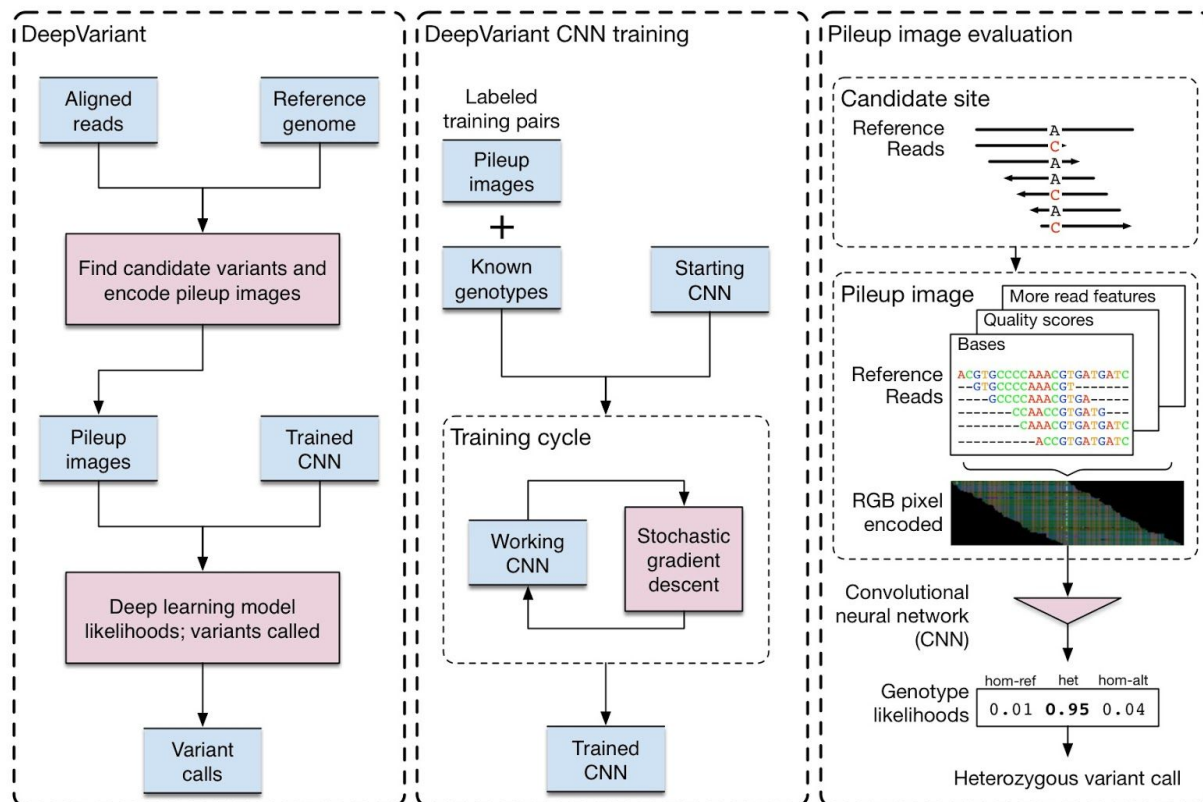 DeepVariant
Aligned
reads
Reference
genome
Find candidate variants and
encode pileup images
Pileup
images
Trained
CNN
Deep learning model
likelihoods; variants called
Variant
calls
DeepVariant CNN training
Labeled
training pairs
Pileup
images
+
Known
genotypes
Starting
CNN
Training cycle
Working
CNN
Stochastic
gradient
descent
Trained
CNN
Pileup image evaluation
Candidate site
Reference
Reads
A
C
A
A
C
A
C
Pileup image
More read features
Quality scores
Bases
Reference
Reads
ACGTGCCCCAAACGTGATGATC
--GTGCCCCAAACGT-------
----GCCCCAAACGTGA-----
-------CCAACCGTGATG---
--------CAAACGTGATGATC
----------ACCGTGATGATC
RGB pixel
encoded
Convolutional
neural network
(CNN)
Genotype
likelihoods
hom-ref het hom-alt
0.01 0.95 0.04
Heterozygous variant call